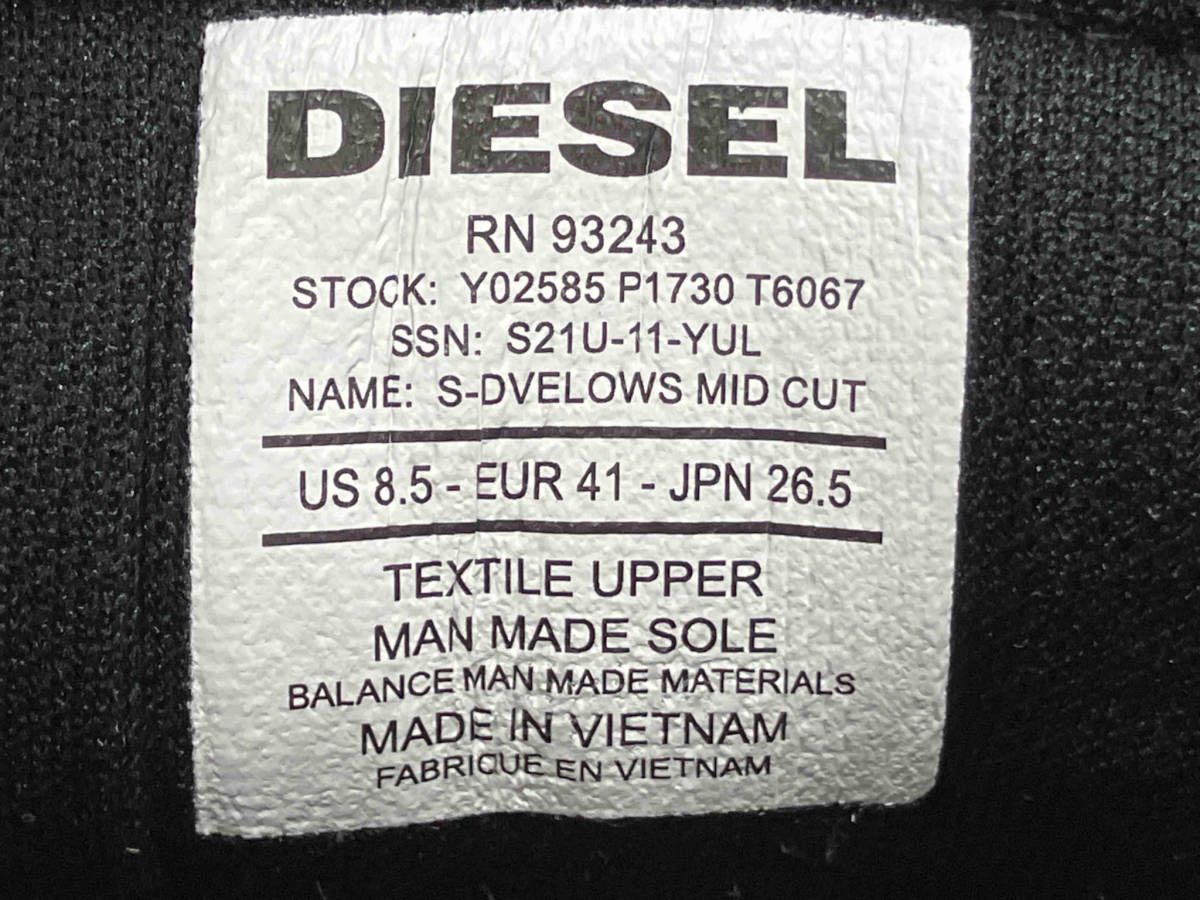 DIESEL
RN 93243
STOCK: Y02585 P1730 T6067
SSN: S21U-11-YUL
NAME: S-DVELOWS MID CUT
US 8.5 - EUR 41 - JPN 26.5
TEXTILE UPPER
MAN MADE SOLE
BALANCE MAN MADE MATERIALS
MADE IN VIETNAM
FABRIQUE EN VIETNAM